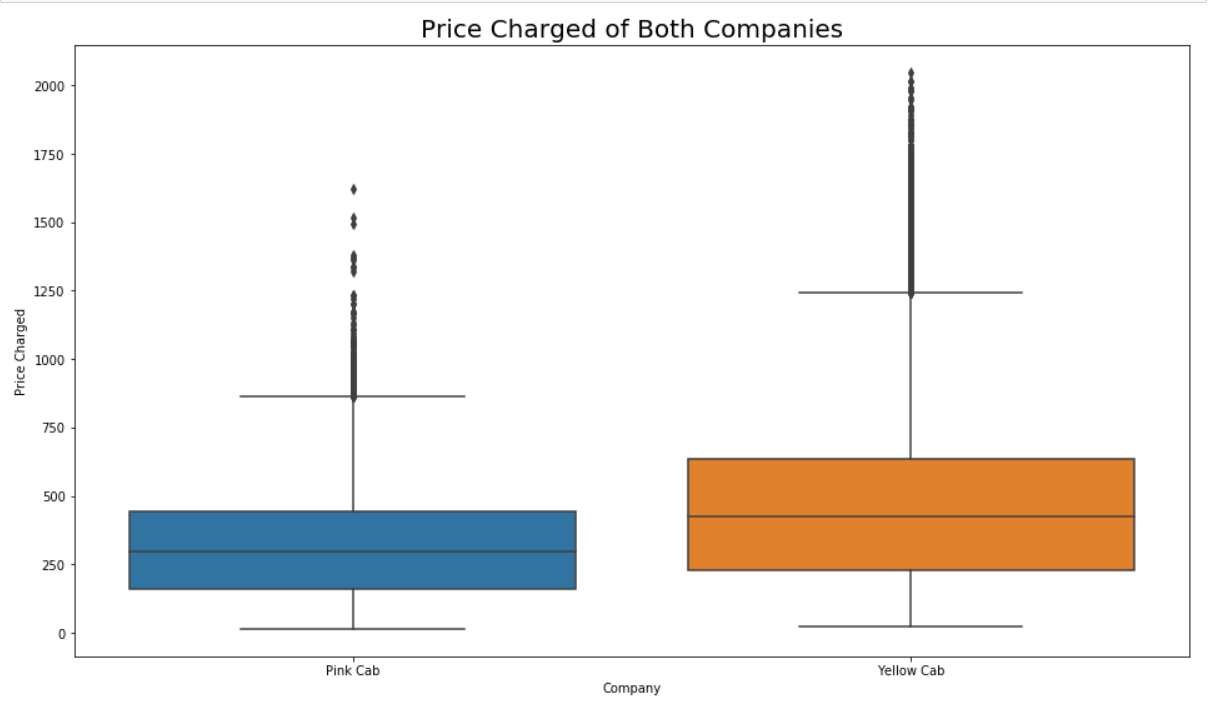 Price Charged of Both Companies
2000
1750
1500
1250
1000
750
500
250
0
Price Charged
Pink Cab
Yellow Cab
Company